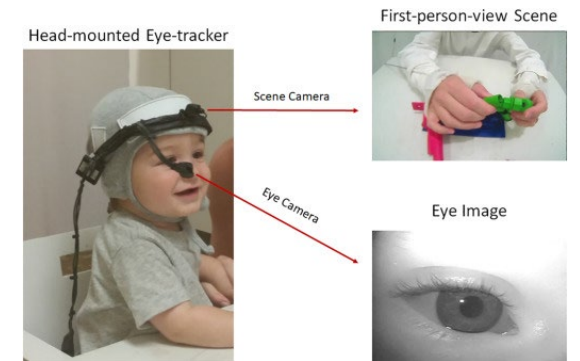 First-person-view Scene
Head-mounted Eye-tracker
Scene Camera
Eye Camera
Eye Image